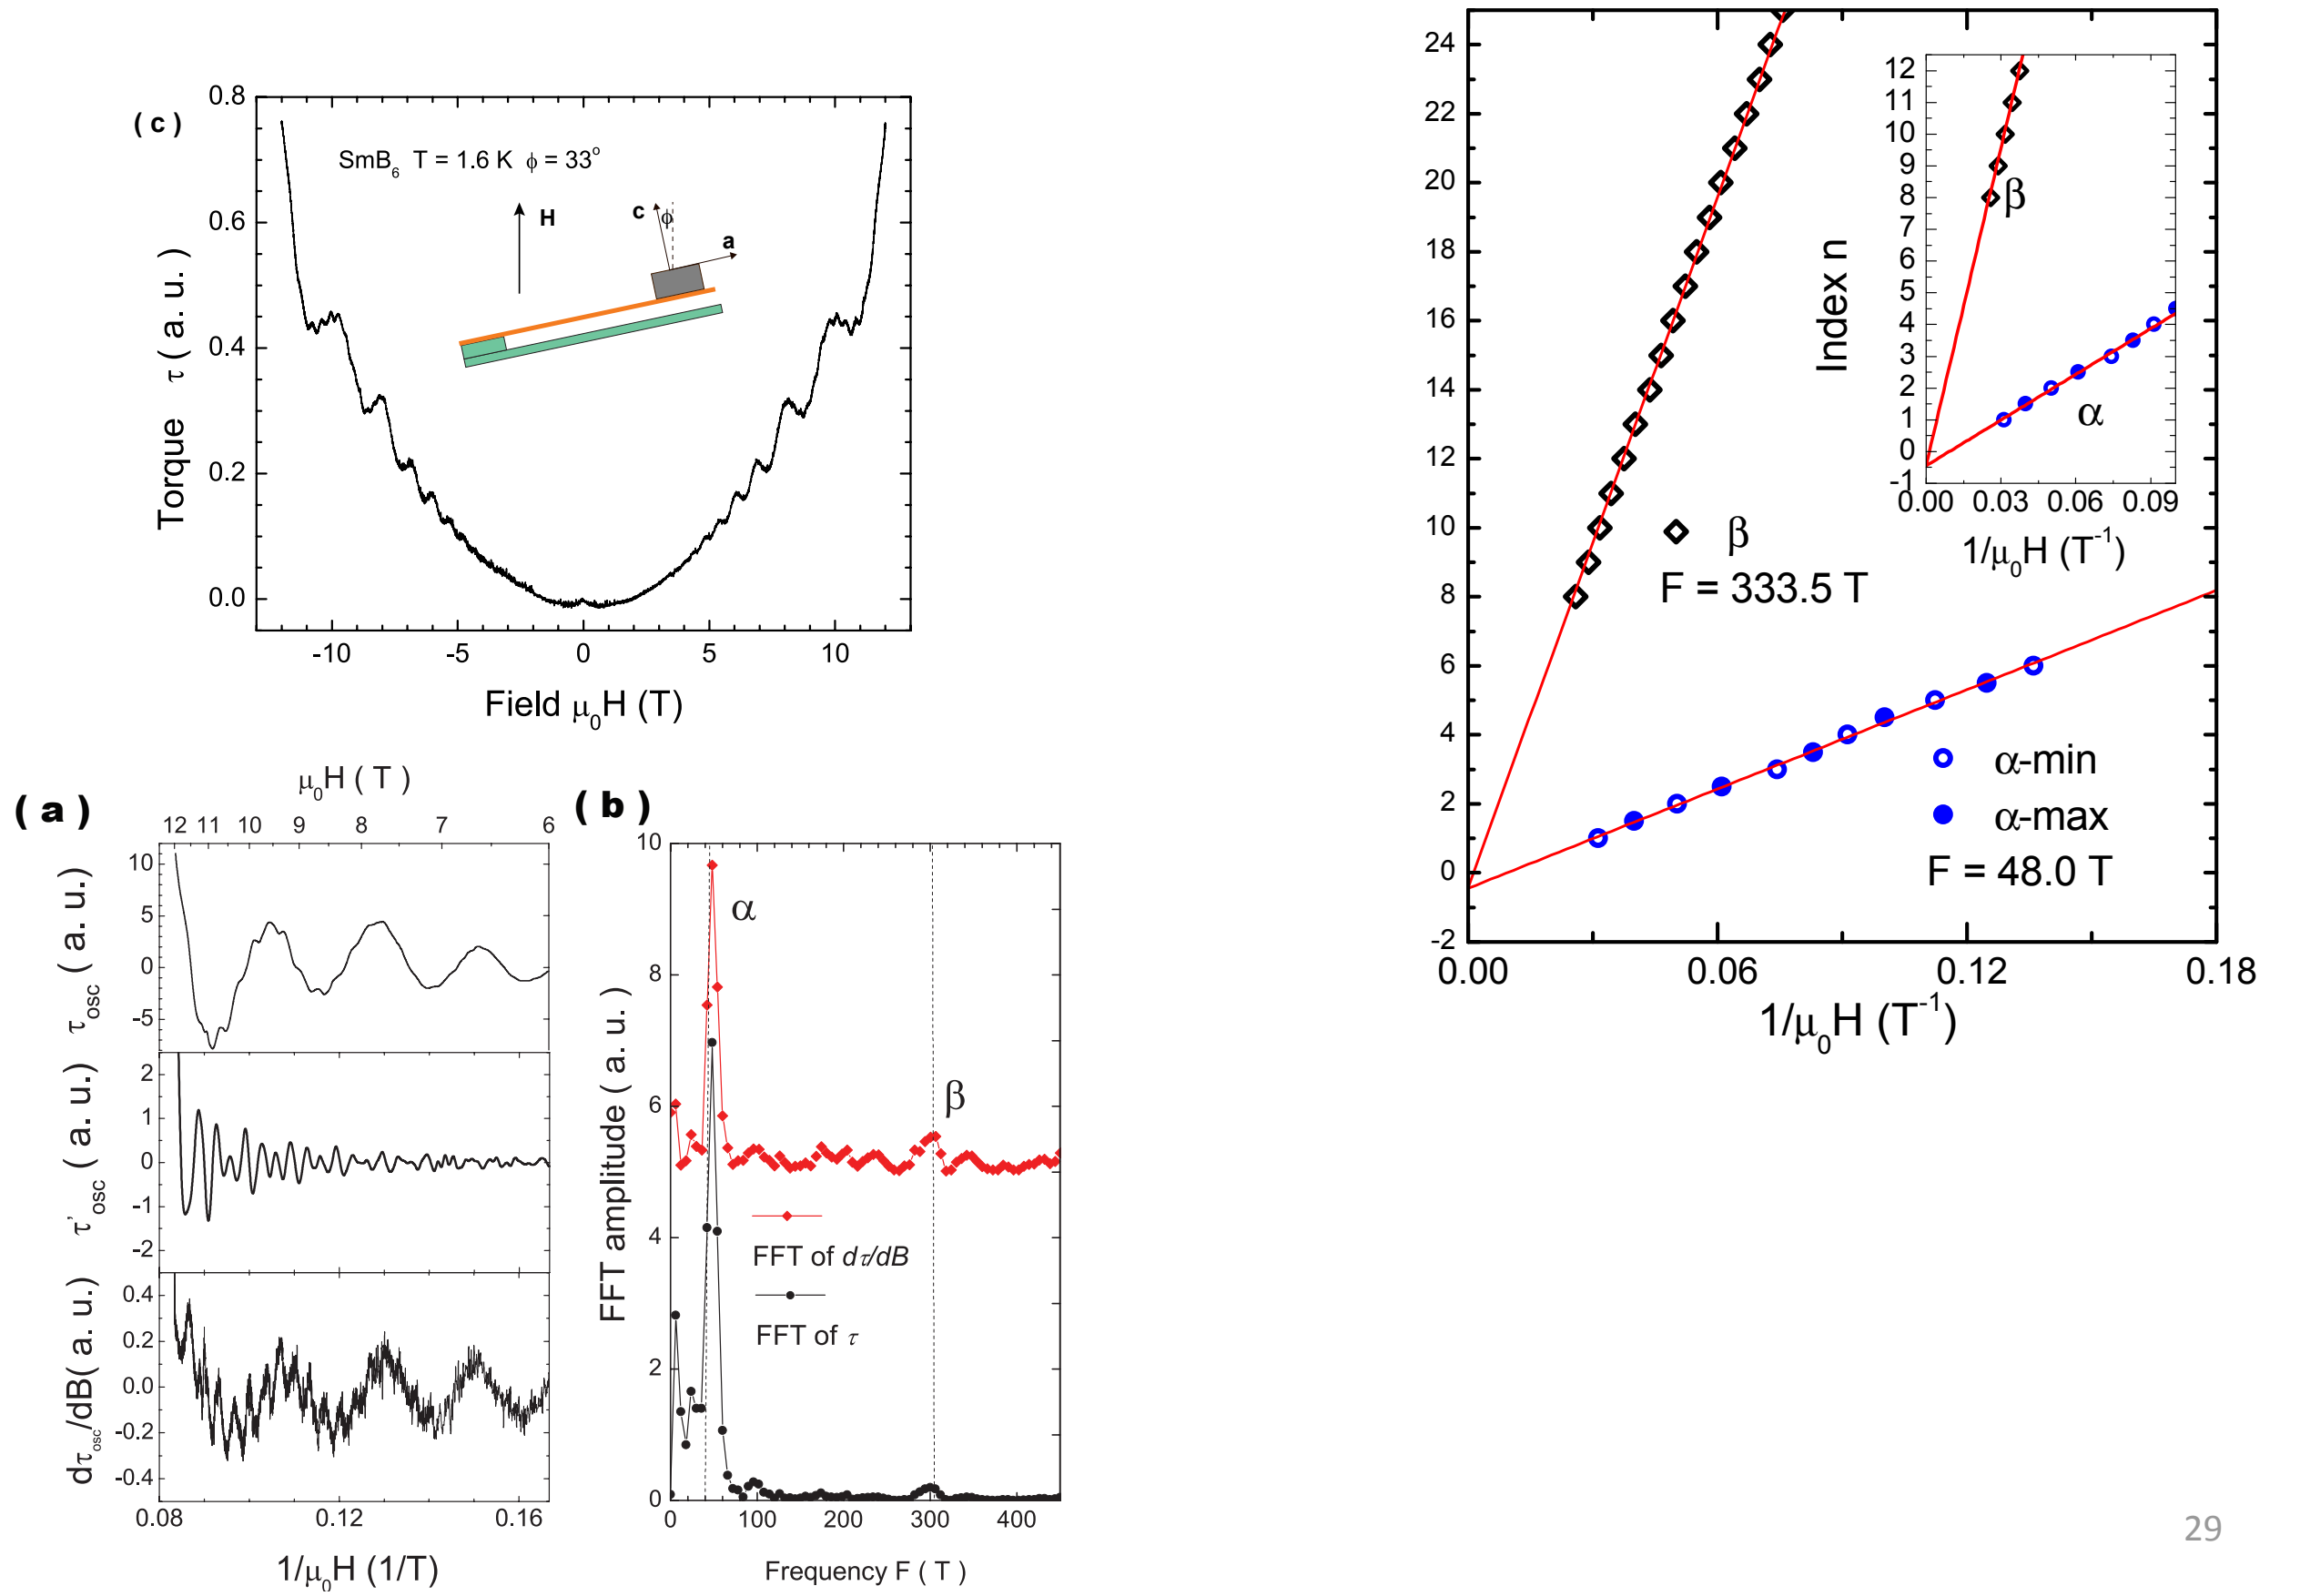 ( c )
SmB6 T = 1.6 K ϕ = 33°
H
c
ϕ
a
0.8
0.6
0.4
0.2
0.0
Torque τ ( a. u. )
-10 -5 0 5 10
Field μ0H (T)
( a )
μ0H ( T )
12 11 10 9 8 7 6
10
5
0
-5
τosc ( a. u.)
2
1
0
-1
-2
τ'osc ( a. u.)
0.4
0.2
0.0
-0.2
-0.4
dτosc/dB( a. u.)
0.08 0.12 0.16
1/μ0H (1/T)
( b )
10
8
6
4
2
0
FFT amplitude ( a. u. )
α
β
FFT of dτ/dB
FFT of τ
0 100 200 300 400
Frequency F ( T )
24
22
20
18
16
14
12
10
8
6
4
2
0
-2
Index n
β
F = 333.5 T
α-min
α-max
F = 48.0 T
0.00 0.06 0.12 0.18
1/μ0H (T-1)
12
11
10
9
8
7
6
5
4
3
2
1
0
-1
β
α
0.00 0.03 0.06 0.09
1/μ0H (T-1)
29